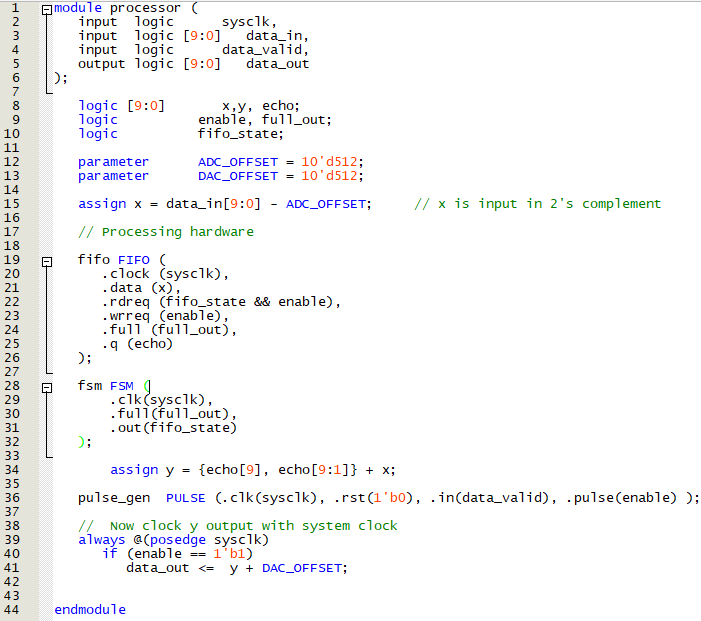 1 module processor (
2 input logic sysclk,
3 input logic [9:0] data_in,
4 input logic data_valid,
5 output logic [9:0] data_out
6 );
7
8 logic [9:0] x,y, echo;
9 logic enable, full_out;
10 logic fifo_state;
11
12 parameter ADC_OFFSET = 10'd512;
13 parameter DAC_OFFSET = 10'd512;
14
15 assign x = data_in[9:0] - ADC_OFFSET; // x is input in 2's complement
16
17 // Processing hardware
18
19 fifo FIFO (
20 .clock (sysclk),
21 .data (x),
22 .rdreq (fifo_state && enable),
23 .wrreq (enable),
24 .full (full_out),
25 .q (echo)
26 );
27
28 fsm FSM (
29 .clk(sysclk),
30 .full(full_out),
31 .out(fifo_state)
32 );
33
34 assign y = {echo[9], echo[9:1]} + x;
35
36 pulse_gen PULSE (.clk(sysclk), .rst(1'b0), .in(data_valid), .pulse(enable) );
37
38 // Now clock y output with system clock
39 always @(posedge sysclk)
40 if (enable == 1'b1)
41 data_out <= y + DAC_OFFSET;
42
43
44 endmodule